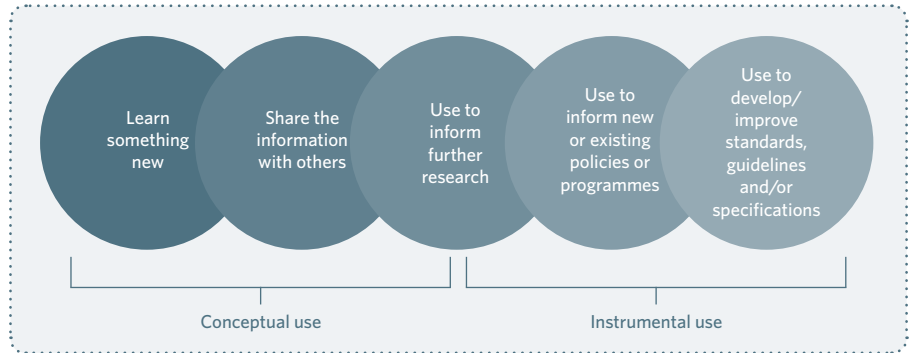 Learn
something
new
Share the
information
with others
Use to
inform
further
research
Use to
inform new
or existing
policies or
programmes
Use to
develop/
improve
standards,
guidelines
and/or
specifications
Conceptual use
Instrumental use